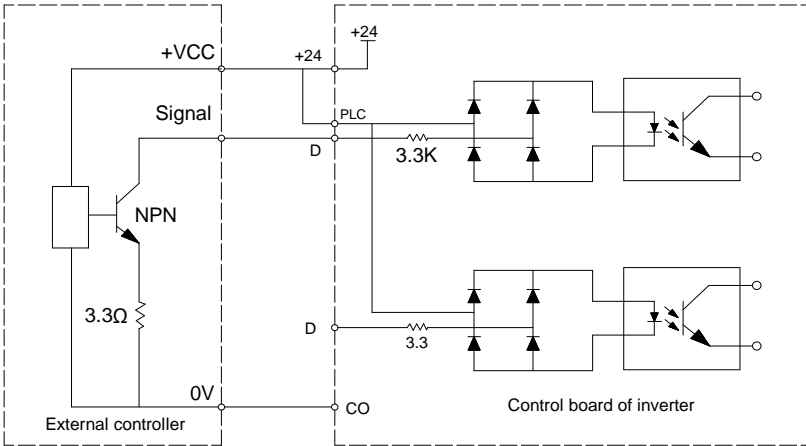 +24
+VCC
+24
PLC
Signal
D
3.3K
NPN
3.3Ω
D
3.3
0V
CO
External controller
Control board of inverter